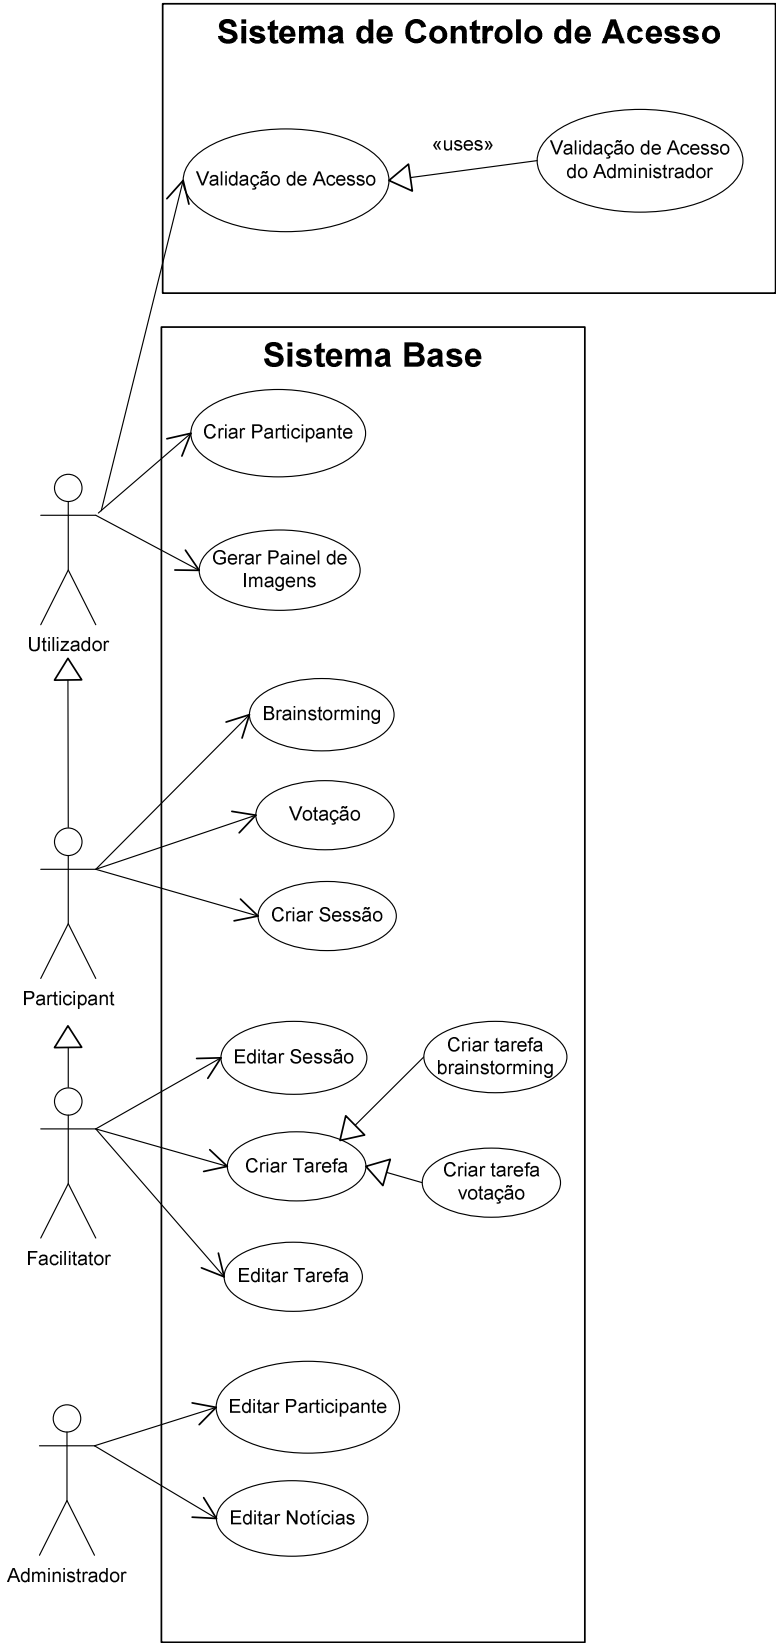 Sistema de Controlo de Acesso
«uses»
Validação de Acesso
do Administrador
Validação de Acesso
Sistema Base
Criar Participante
Gerar Painel de
Imagens
Utilizador
Brainstorming
Votação
Criar Sessão
Participant
Editar Sessão
Criar tarefa
brainstorming
Criar Tarefa
Criar tarefa
votação
Facilitator
Editar Tarefa
Editar Participante
Editar Notícias
Administrador